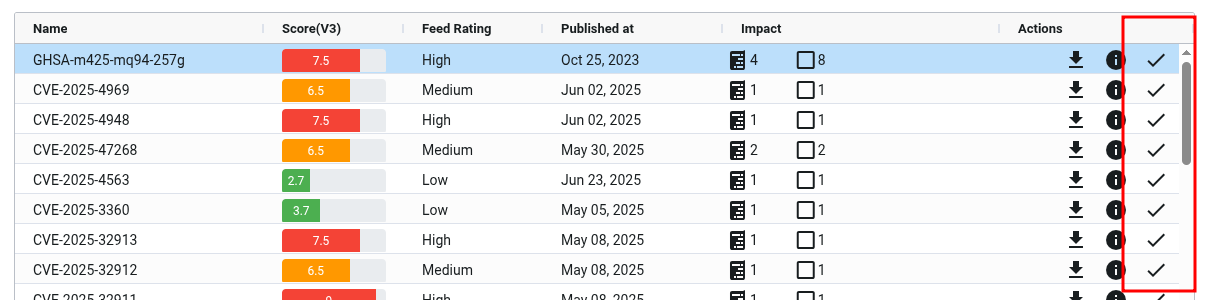 Name Score(V3) Feed Rating Published at Impact Actions
GHSA-m425-mq94-257g 7.5 High Oct 25, 2023 4 8
CVE-2025-4969 6.5 Medium Jun 02, 2025 1 1
CVE-2025-4948 7.5 High Jun 02, 2025 1 1
CVE-2025-47268 6.5 Medium May 30, 2025 2 2
CVE-2025-4563 2.7 Low Jun 23, 2025 1 1
CVE-2025-3360 3.7 Low May 05, 2025 1 1
CVE-2025-32913 7.5 High May 08, 2025 1 1
CVE-2025-32912 6.5 Medium May 08, 2025 1 1
CVE-2025-32911 9 High May 08, 2025 1 1